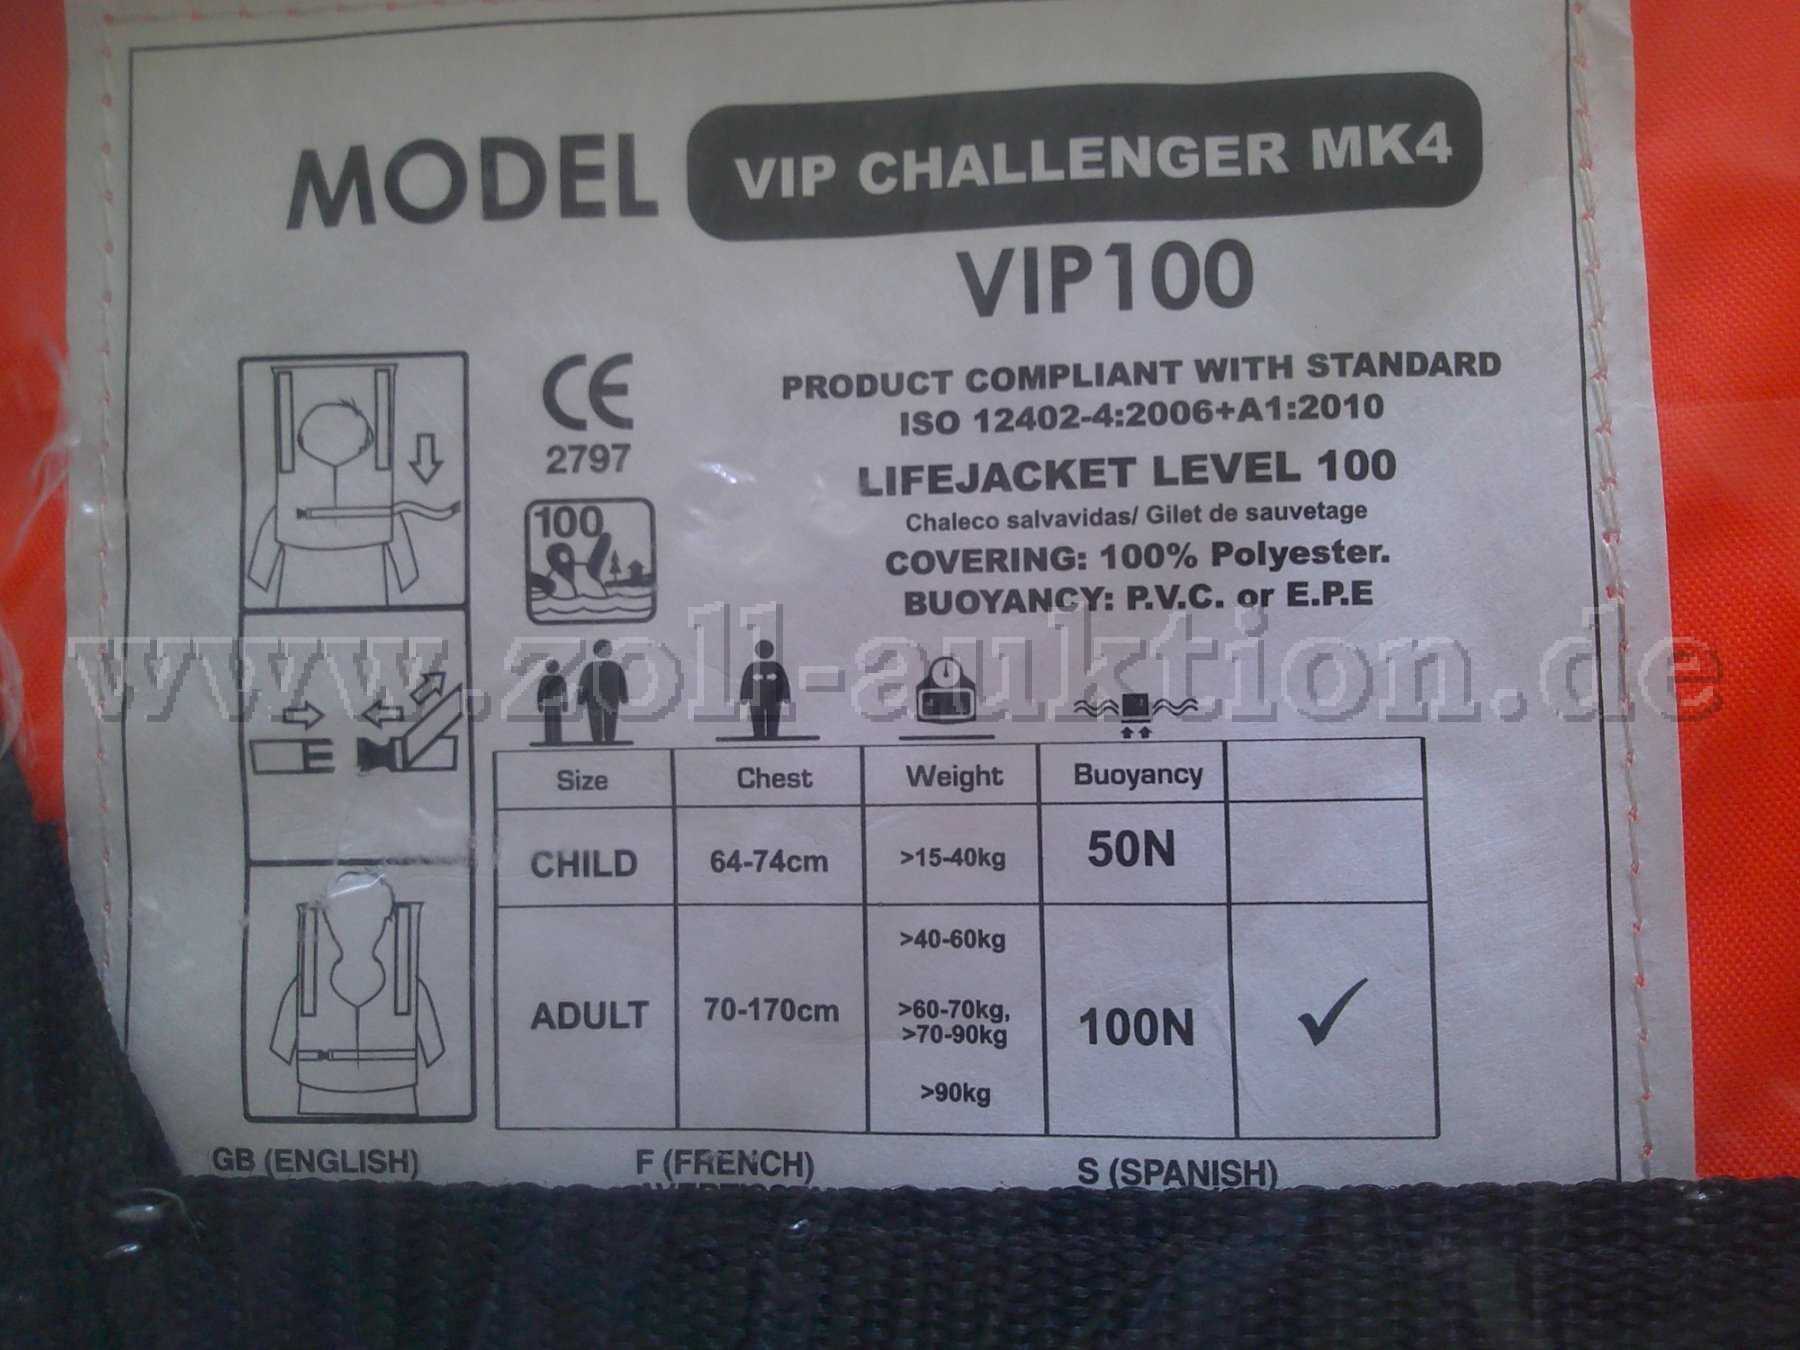 MODEL VIP CHALLENGER MK4
VIP100
CE
2797
100
PRODUCT COMPLIANT WITH STANDARD
ISO 12402-4:2006+A1:2010
LIFEJACKET LEVEL 100
Chaleco salvavidas/ Gilet de sauvetage
COVERING: 100% Polyester.
BUOYANCY: P.V.C. or E.P.E
www.zoll-auktion.de
Size Chest Weight Buoyancy
CHILD 64-74cm >15-40kg 50N
ADULT 70-170cm >40-60kg
>60-70kg,
>70-90kg
>90kg
100N ✓
GB (ENGLISH) F (FRENCH) S (SPANISH)